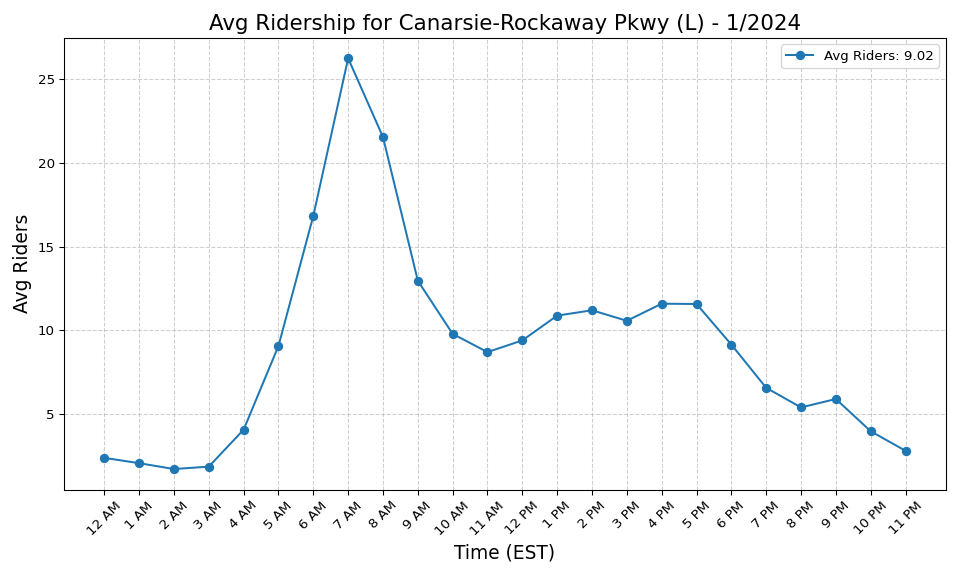 Avg Ridership for Canarsie-Rockaway Pkwy (L) - 1/2024
Avg Riders: 9.02
Avg Riders
25
20
15
10
5
12 AM 1 AM 2 AM 3 AM 4 AM 5 AM 6 AM 7 AM 8 AM 9 AM 10 AM 11 AM 12 PM 1 PM 2 PM 3 PM 4 PM 5 PM 6 PM 7 PM 8 PM 9 PM 10 PM 11 PM
Time (EST)